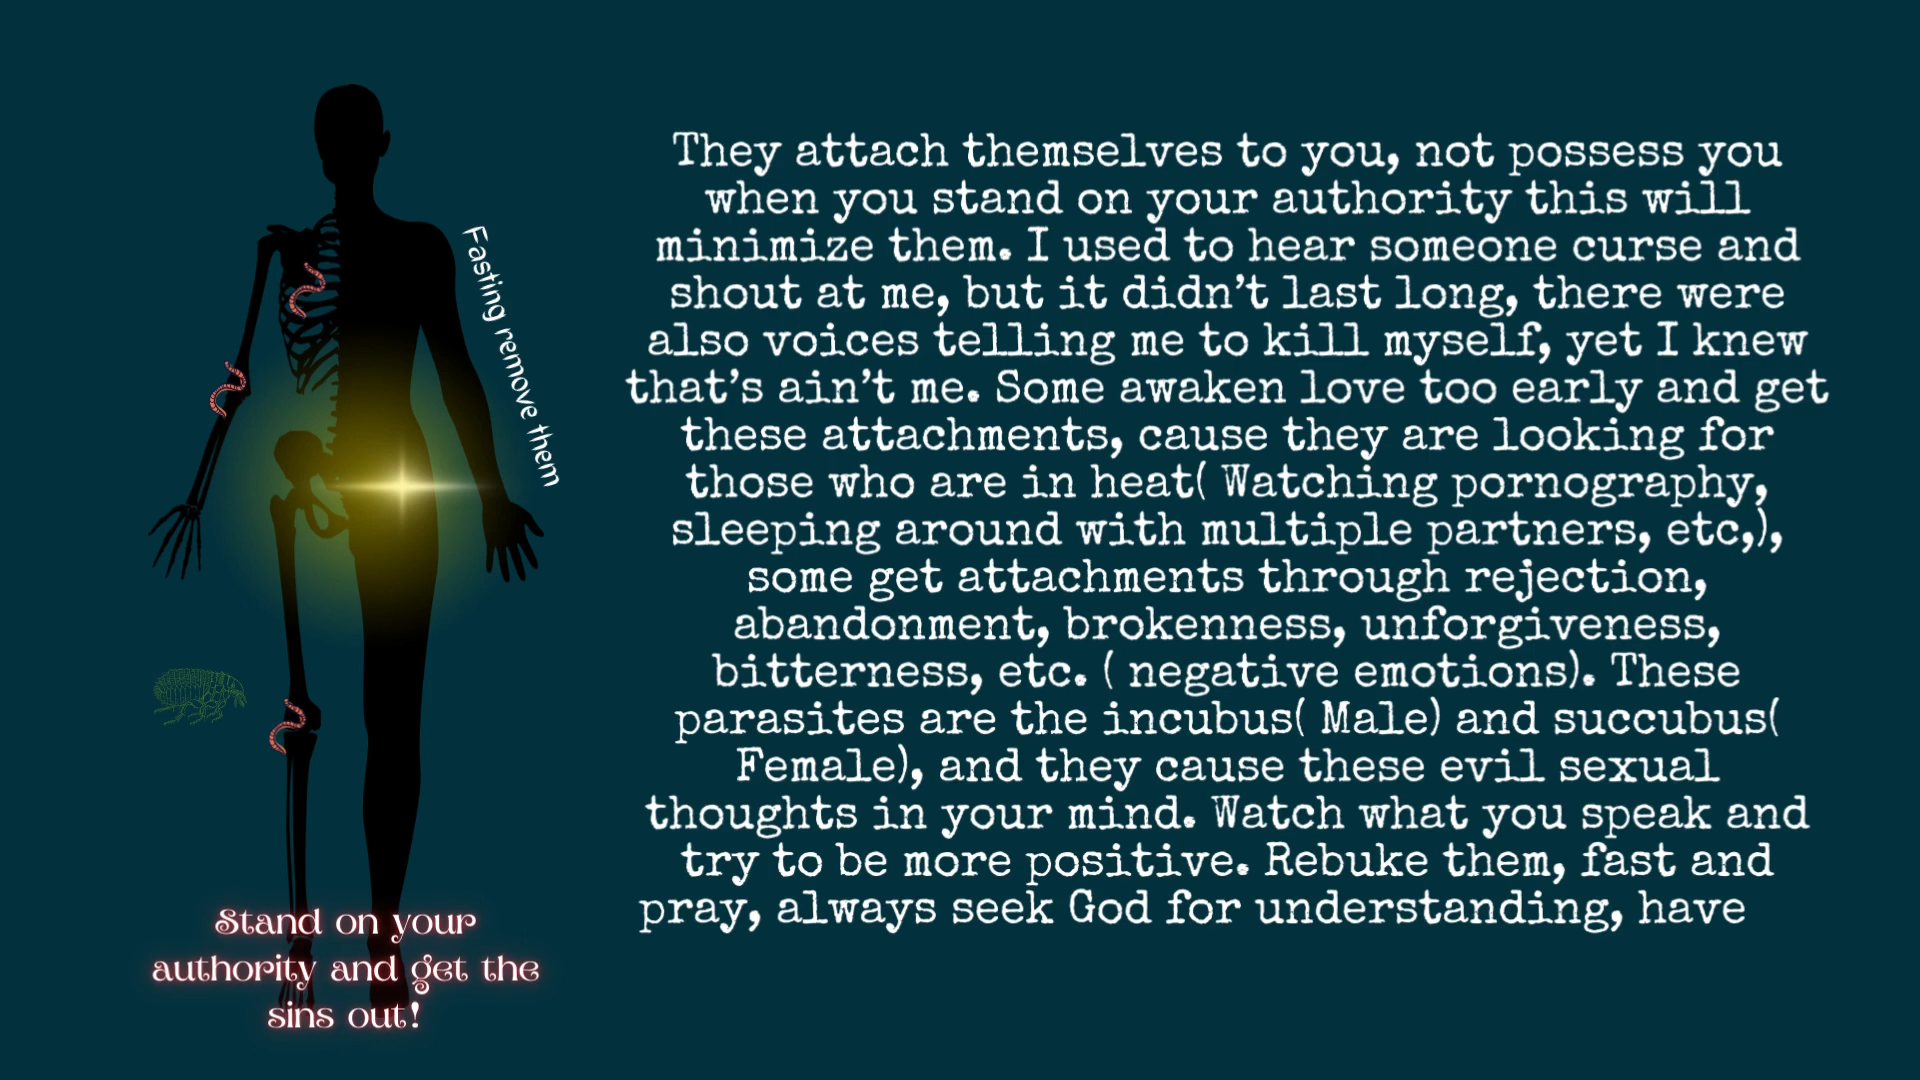 They attach themselves to you, not possess you
when you stand on your authority this will
minimize them. I used to hear someone curse and
shout at me, but it didn't last long, there were
also voices telling me to kill myself, yet I knew
that's ain't me. Some awaken love too early and get
these attachments, cause they are looking for
those who are in heat( Watching pornography,
sleeping around with multiple partners, etc,),
some get attachments through rejection,
abandonment, brokenness, unforgiveness,
bitterness, etc. ( negative emotions). These
parasites are the incubus( Male) and succubus(
Female), and they cause these evil sexual
thoughts in your mind. Watch what you speak and
try to be more positive. Rebuke them, fast and
pray, always seek God for understanding, have
Fasting remove them
Stand on your
authority and get the
sins out!